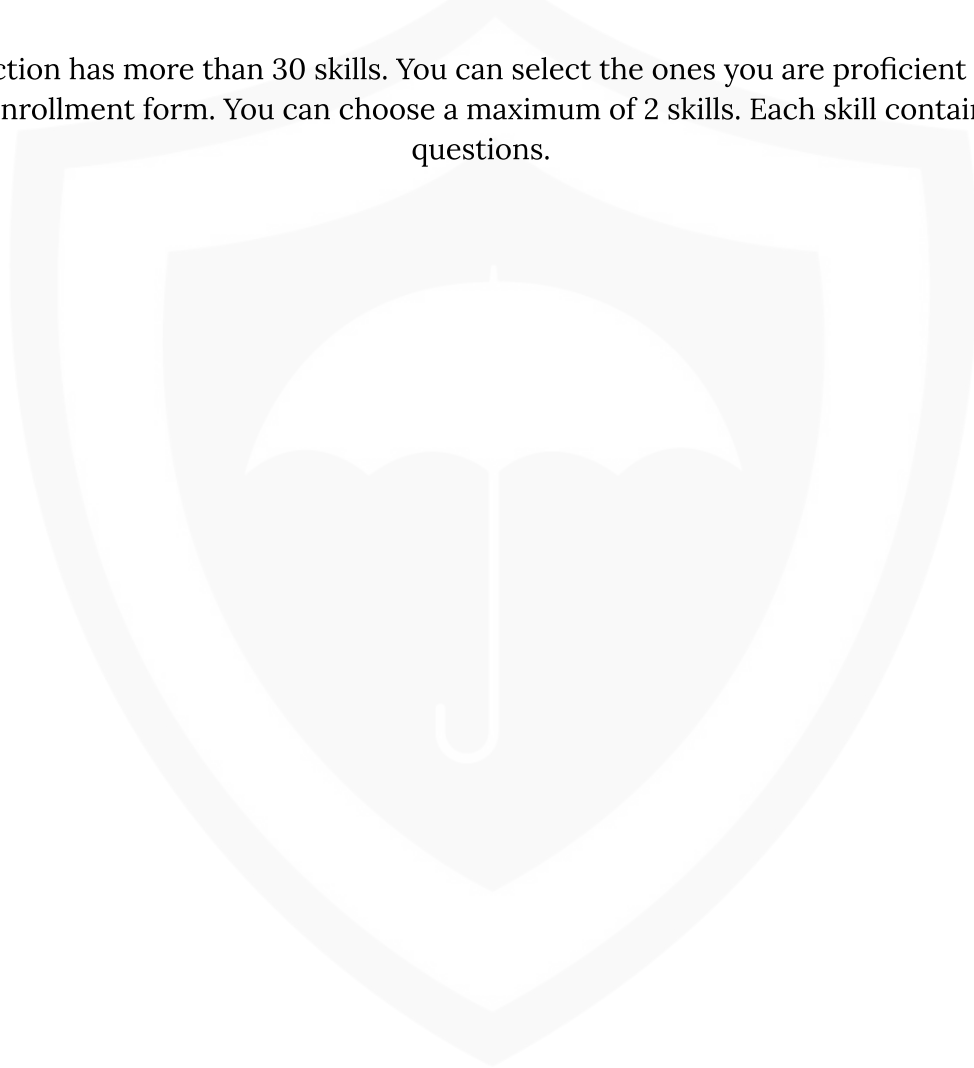 ction has more than 30 skills. You can select the ones you are proficient
nrollment form. You can choose a maximum of 2 skills. Each skill contain
questions.